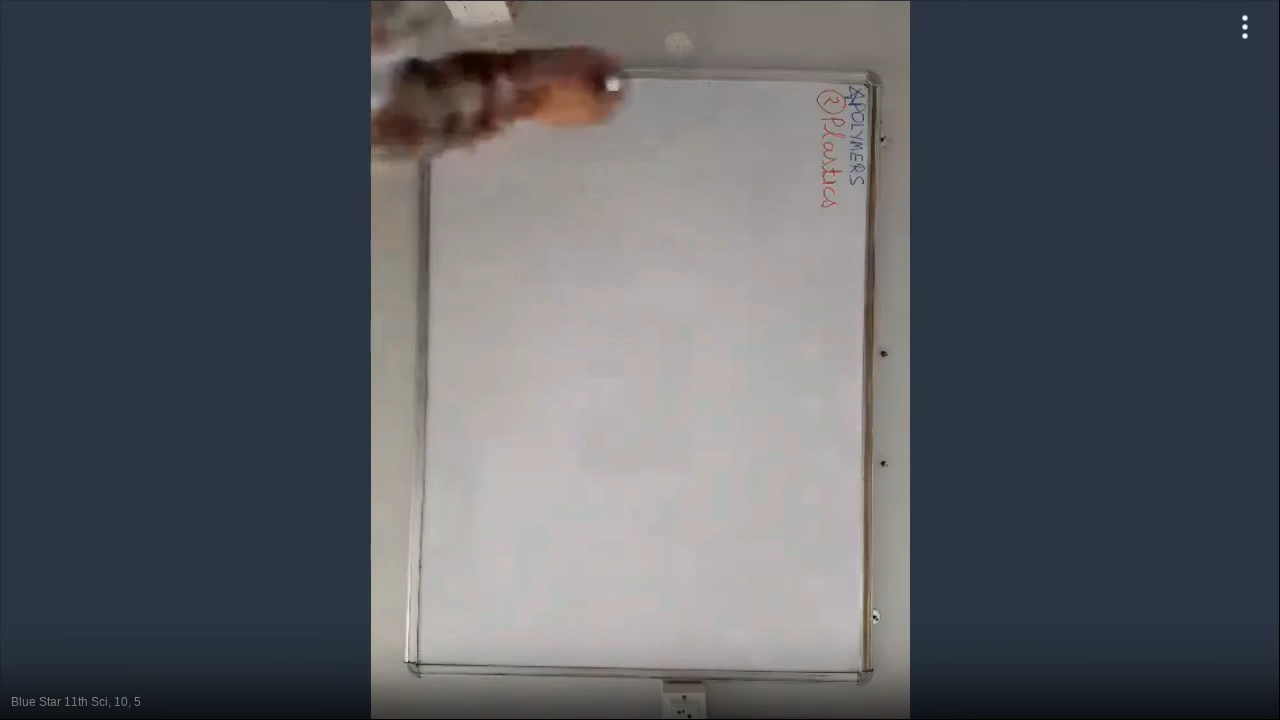 ☆ POLYMERS
② Plastics
Blue Star 11th Sci, 10, 5